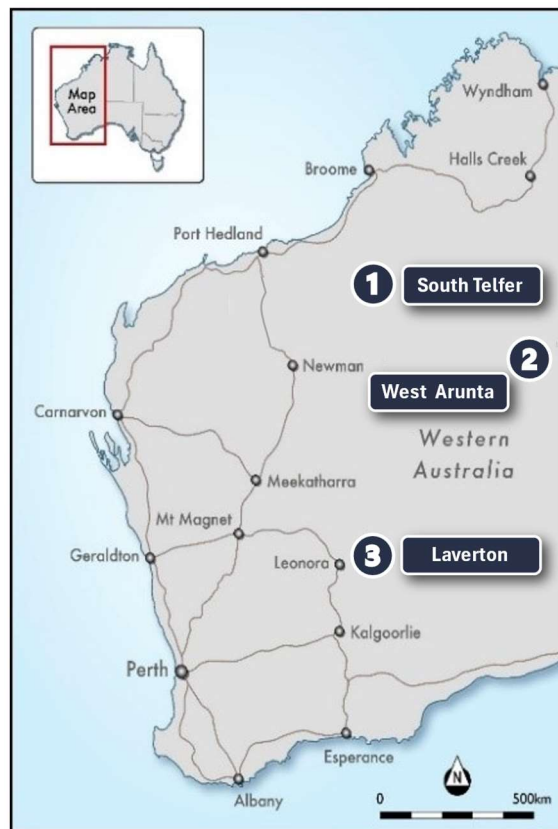 Map
Area
Wyndham
Halls Creek
Broome
Port Hedland
1
South Telfer
2
Newman
West Arunta
Carnarvon
Western
Australia
Meekatharra
Mt Magnet
Geraldton
Leonora
3
Laverton
Kalgoorlie
Perth
Esperance
Albany
N
0
500km